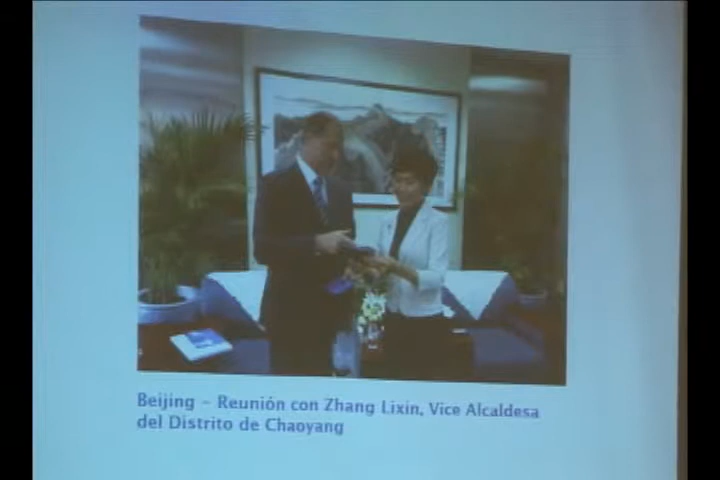 Beijing – Reunión con Zhang Lixin, Vice Alcaldesa
del Distrito de Chaoyang